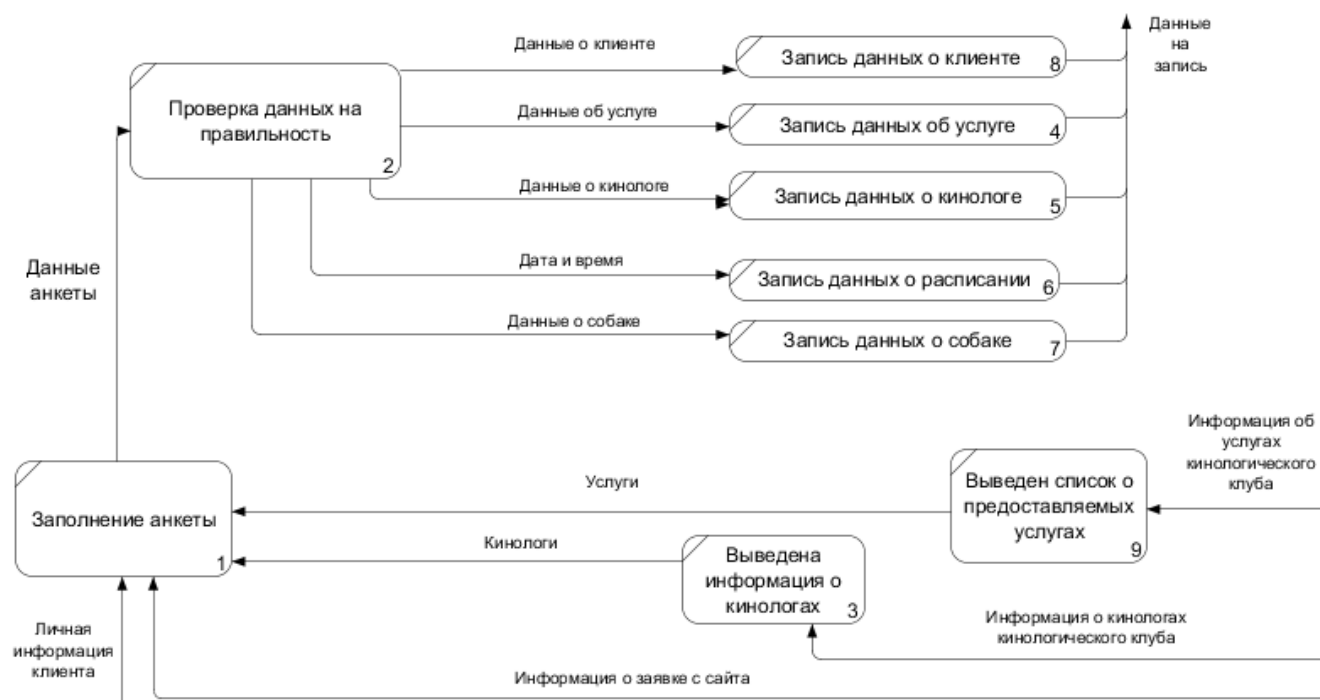 Данные о клиенте
Запись данных о клиенте
8
Данные
на
запись
Проверка данных на
правильность
2
Данные об услуге
Запись данных об услуге
4
Данные о кинологе
Запись данных о кинологе
5
Данные
анкеты
Дата и время
Запись данных о расписании
6
Данные о собаке
Запись данных о собаке
7
Информация об
услугах
кинологического
клуба
Заполнение анкеты
1
Услуги
Выведен список о
предоставляемых
услугах
9
Кинологи
Выведена
информация о
кинологах
3
Информация о кинологах
кинологического клуба
Личная
информация
клиента
Информация о заявке с сайта